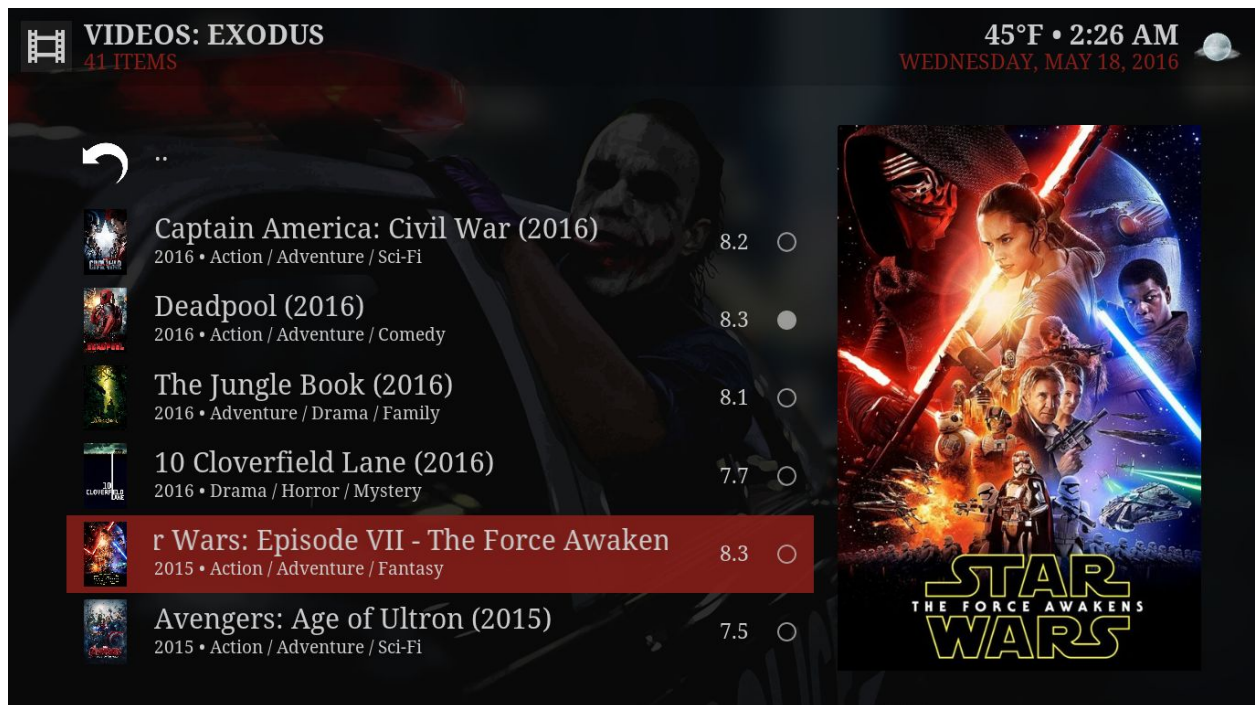 VIDEOS: EXODUS
41 ITEMS
45°F • 2:26 AM
WEDNESDAY, MAY 18, 2016
..
Captain America: Civil War (2016)
2016 • Action / Adventure / Sci-Fi
8.2
Deadpool (2016)
2016 • Action / Adventure / Comedy
8.3
The Jungle Book (2016)
2016 • Adventure / Drama / Family
8.1
10 Cloverfield Lane (2016)
2016 • Drama / Horror / Mystery
7.7
r Wars: Episode VII - The Force Awaken
2015 • Action / Adventure / Fantasy
8.3
Avengers: Age of Ultron (2015)
2015 • Action / Adventure / Sci-Fi
7.5
STAR
THE FORCE AWAKENS
WARS